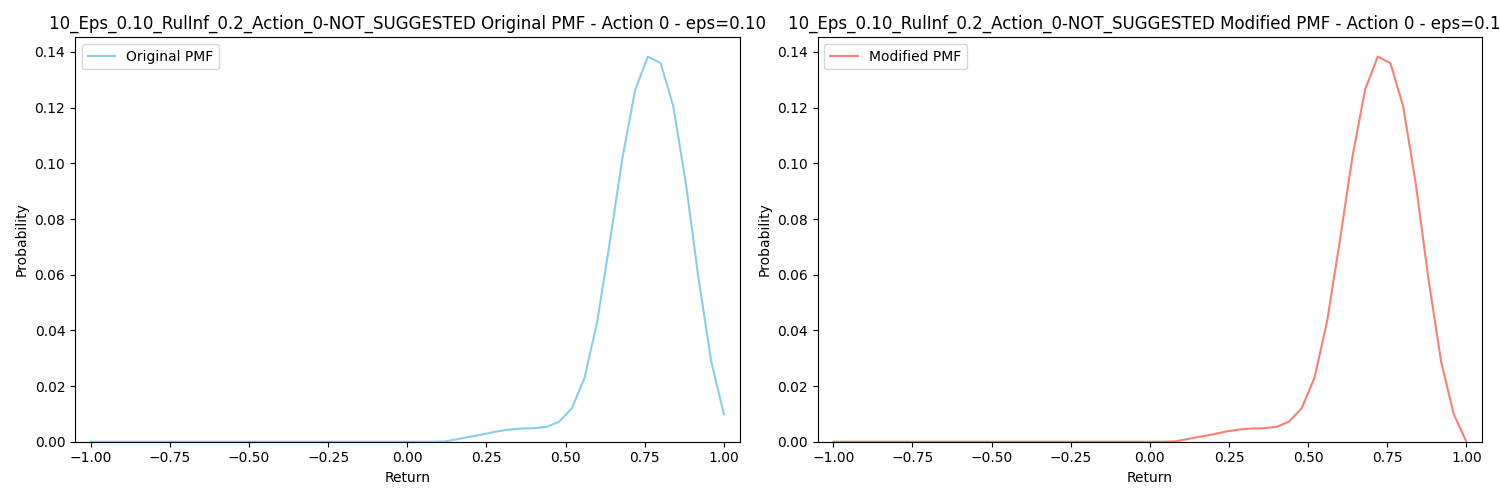 10_Eps_0.10_RulInf_0.2_Action_0-NOT_SUGGESTED Original PMF - Action 0 - eps=0.10
Original PMF
0.14
0.12
0.10
0.08
0.06
0.04
0.02
0.00
Probability
−1.00 −0.75 −0.50 −0.25 0.00 0.25 0.50 0.75 1.00
Return
10_Eps_0.10_RulInf_0.2_Action_0-NOT_SUGGESTED Modified PMF - Action 0 - eps=0.1
Modified PMF
0.14
0.12
0.10
0.08
0.06
0.04
0.02
0.00
Probability
−1.00 −0.75 −0.50 −0.25 0.00 0.25 0.50 0.75 1.00
Return